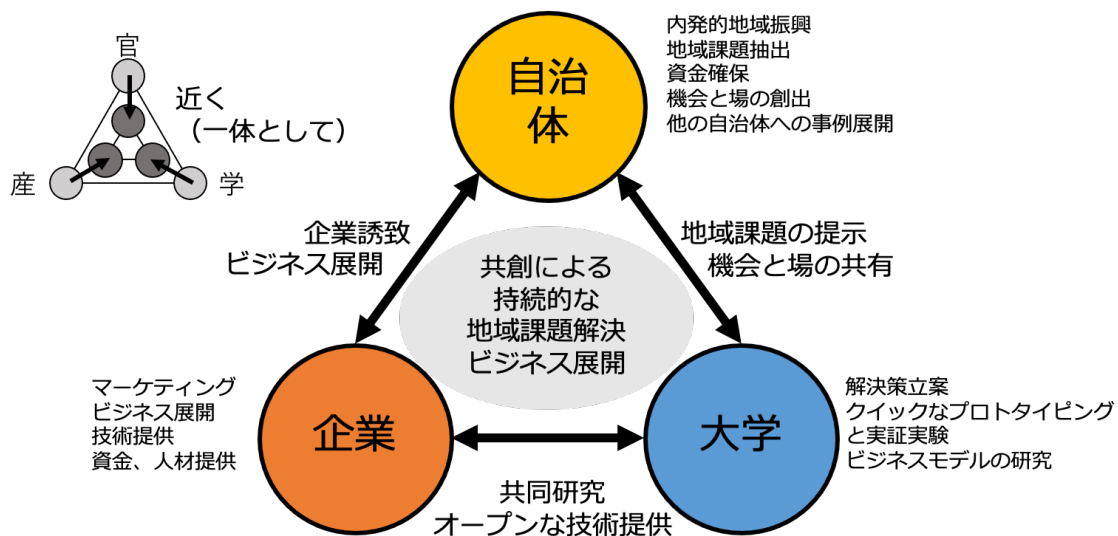 官
近く
（一体として）
産
学
自治
体
内発的地域振興
地域課題抽出
資金確保
機会と場の創出
他の自治体への事例展開
企業誘致
ビジネス展開
地域課題の提示
機会と場の共有
共創による
持続的な
地域課題解決
ビジネス展開
マーケティング
ビジネス展開
技術提供
資金、人材提供
企業
大学
解決策立案
クイックなプロトタイピング
と実証実験
ビジネスモデルの研究
共同研究
オープンな技術提供